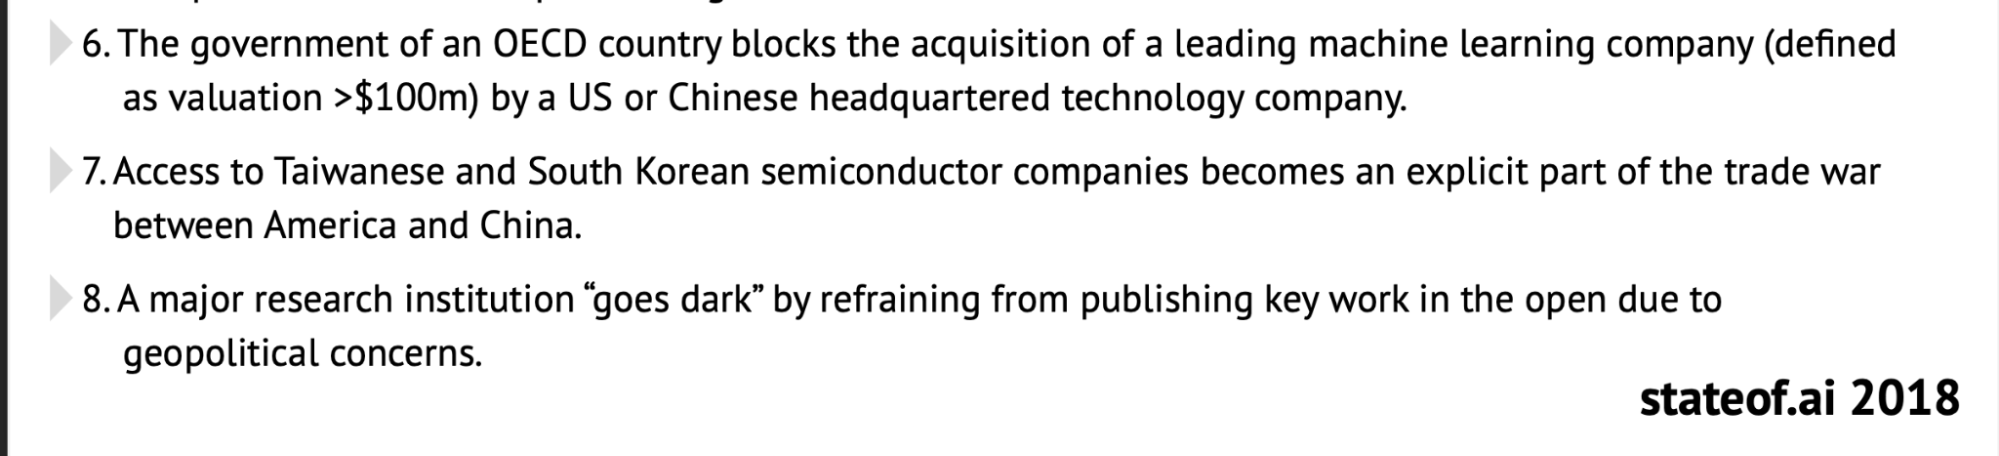 6. The government of an OECD country blocks the acquisition of a leading machine learning company (defined
as valuation >$100m) by a US or Chinese headquartered technology company.
7. Access to Taiwanese and South Korean semiconductor companies becomes an explicit part of the trade war
between America and China.
8. A major research institution “goes dark” by refraining from publishing key work in the open due to
geopolitical concerns.
stateof.ai 2018